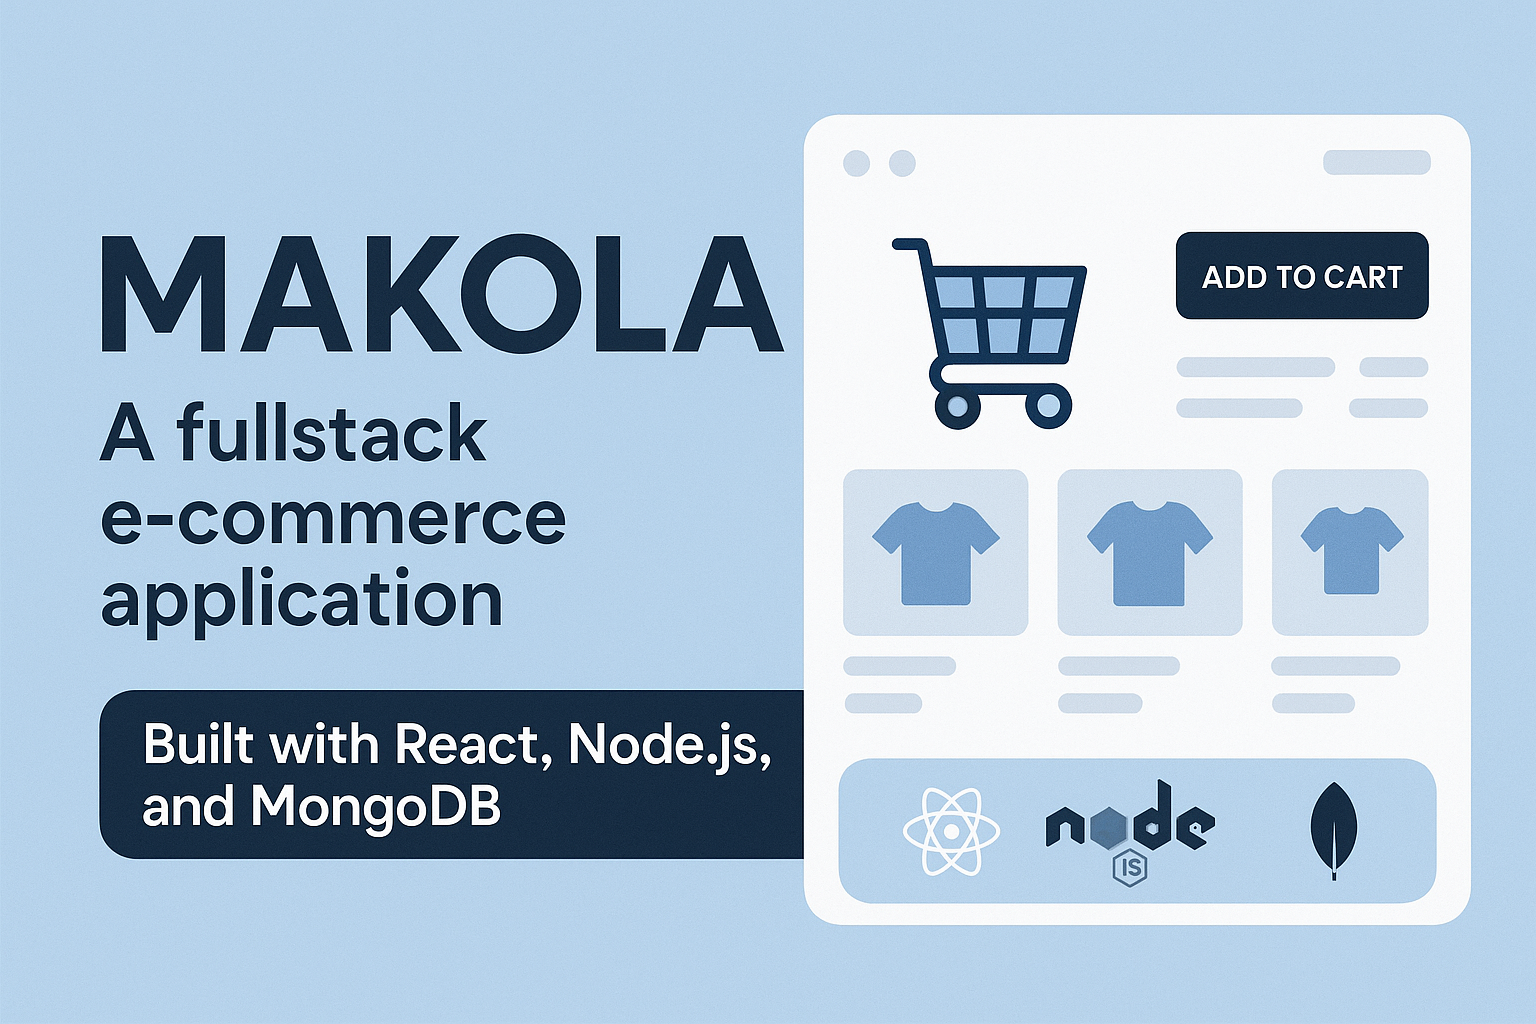 MAKOLA
A fullstack
e-commerce
application
Built with React, Node.js,
and MongoDB
ADD TO CART
node
JS